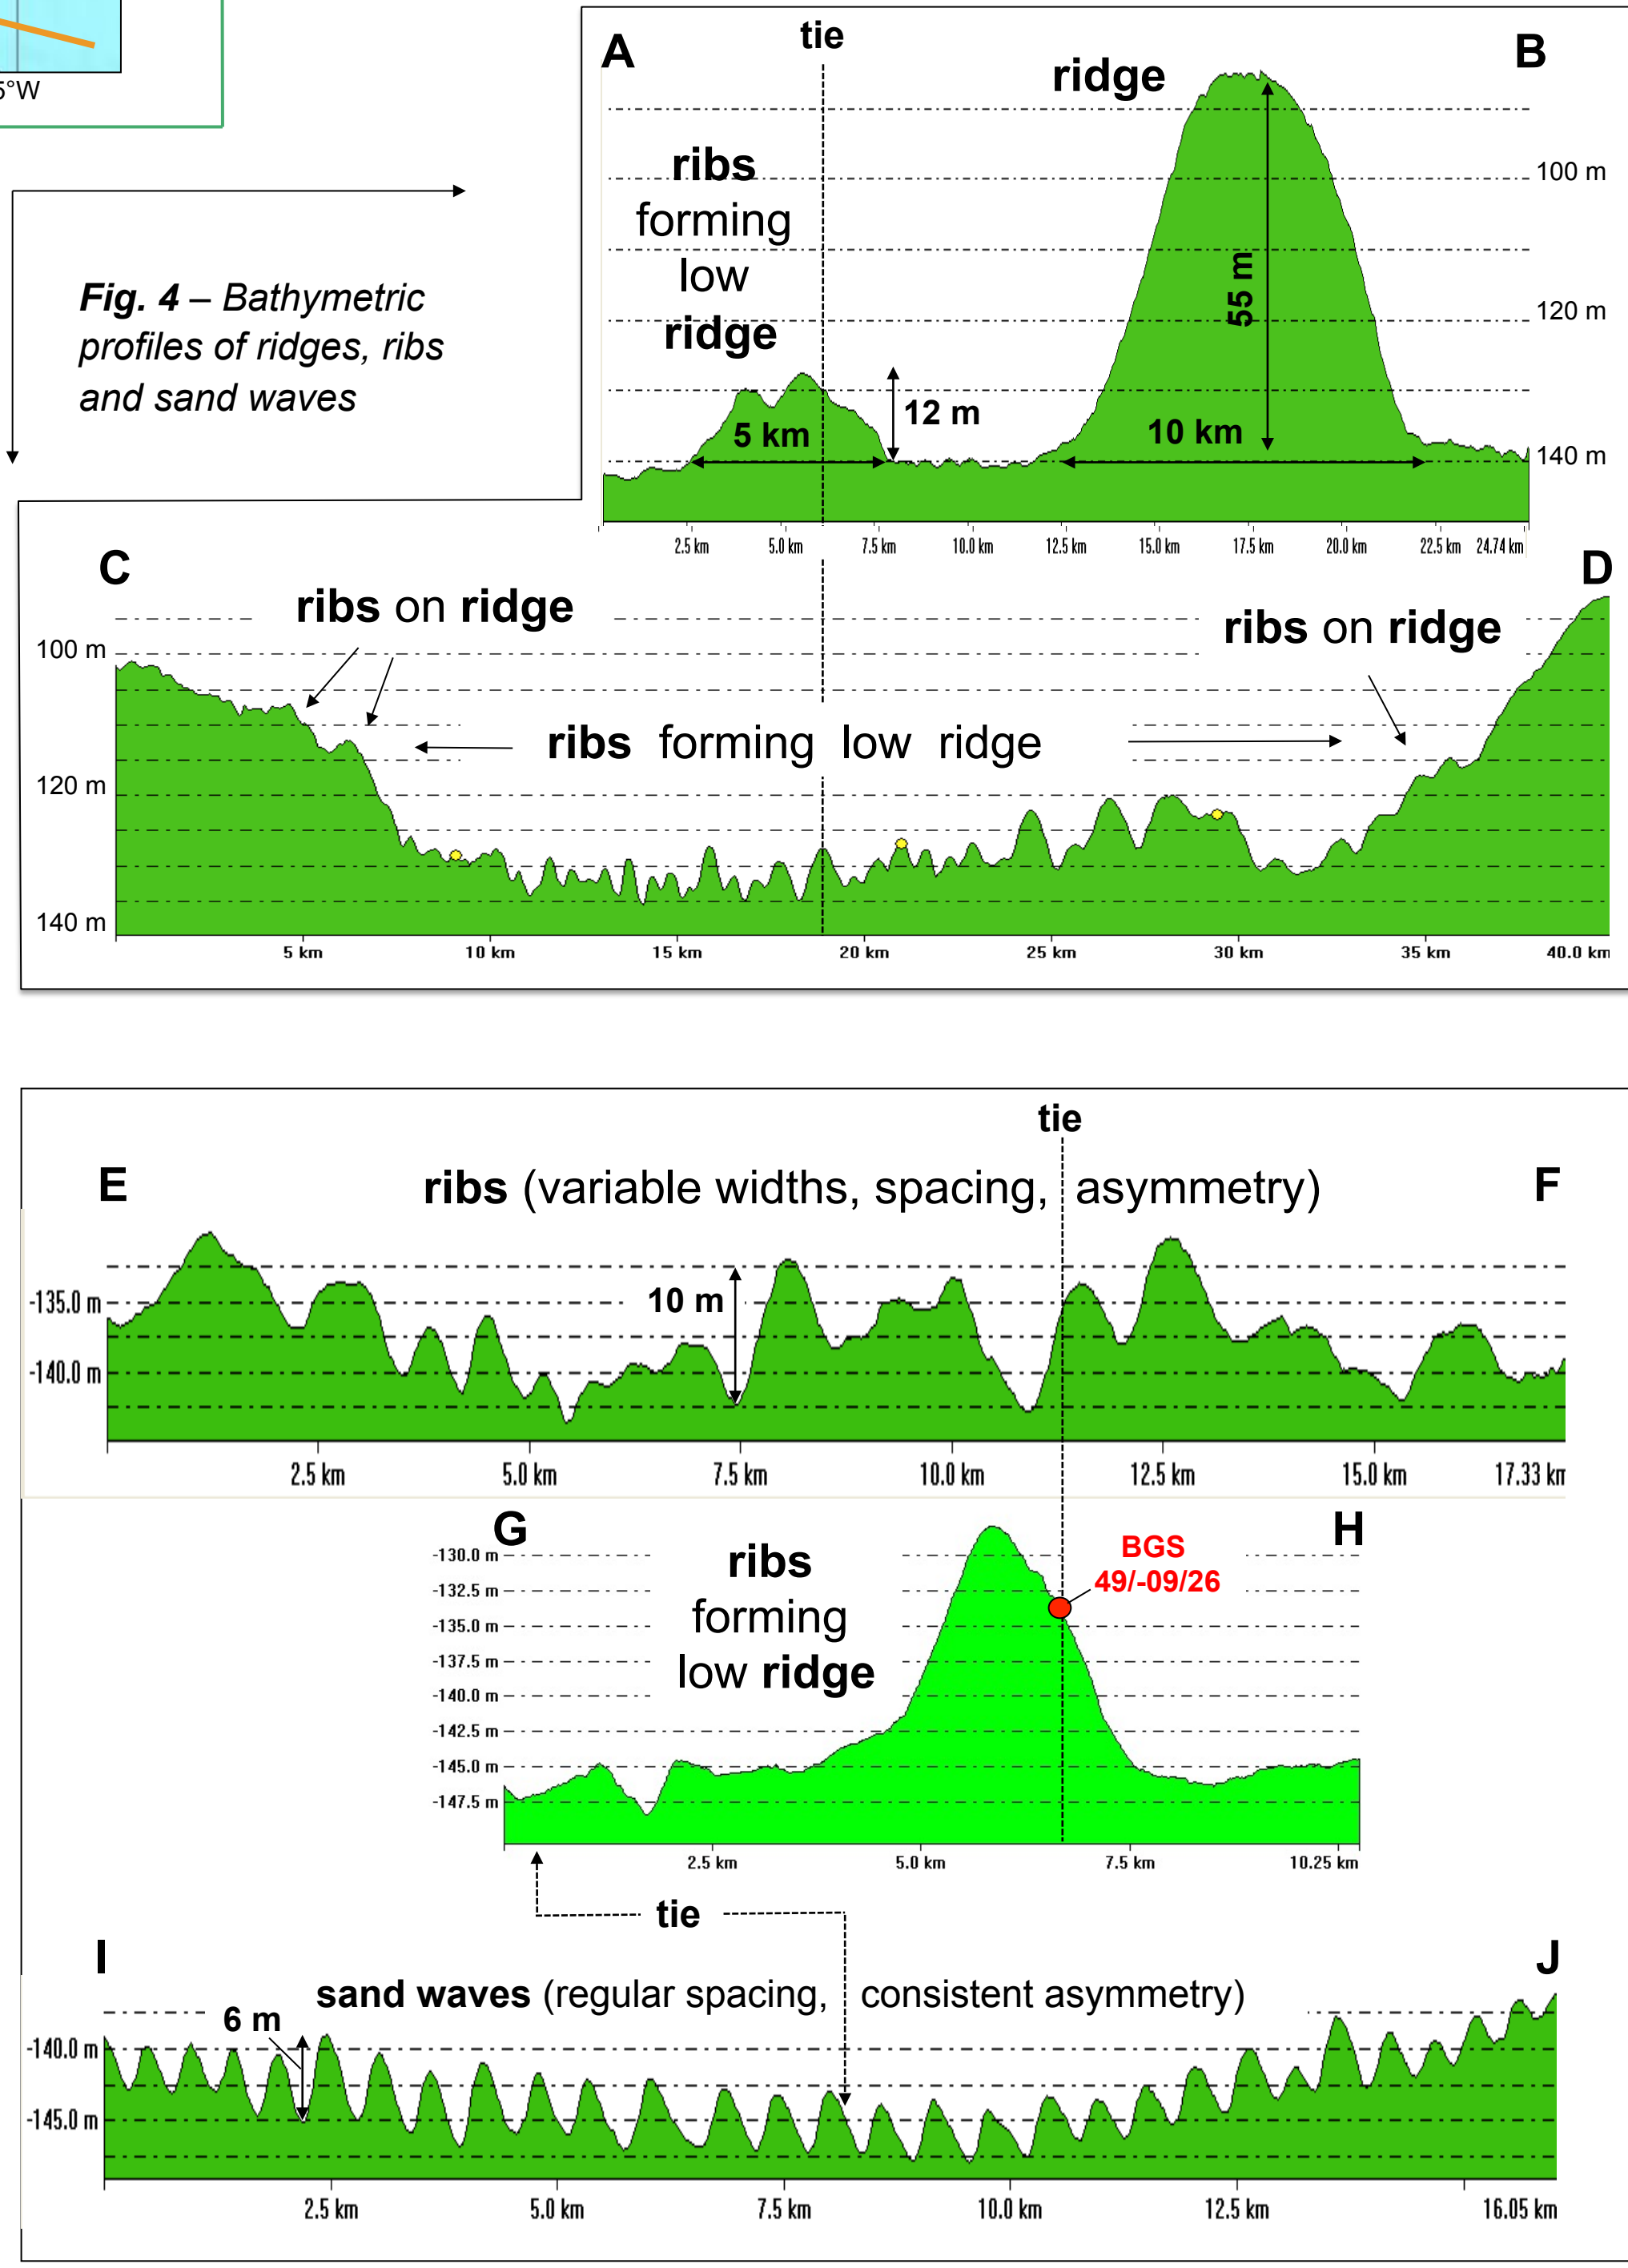 5°W
Fig. 4 – Bathymetric
profiles of ridges, ribs
and sand waves
A
tie
ridge
B
ribs
forming
low
ridge
100 m
120 m
140 m
55 m
12 m
5 km
10 km
2.5 km 5.0 km 7.5 km 10.0 km 12.5 km 15.0 km 17.5 km 20.0 km 22.5 km 24.74 km
C
D
ribs on ridge
ribs on ridge
ribs forming low ridge
100 m
120 m
140 m
5 km 10 km 15 km 20 km 25 km 30 km 35 km 40.0 km
tie
E
ribs (variable widths, spacing, asymmetry)
F
10 m
-135.0 m
-140.0 m
2.5 km 5.0 km 7.5 km 10.0 km 12.5 km 15.0 km 17.33 km
G
H
ribs
forming
low ridge
BGS
49/-09/26
-130.0 m
-132.5 m
-135.0 m
-137.5 m
-140.0 m
-142.5 m
-145.0 m
-147.5 m
2.5 km 5.0 km 7.5 km 10.25 km
tie
I
J
sand waves (regular spacing, consistent asymmetry)
6 m
-140.0 m
-145.0 m
2.5 km 5.0 km 7.5 km 10.0 km 12.5 km 16.05 km